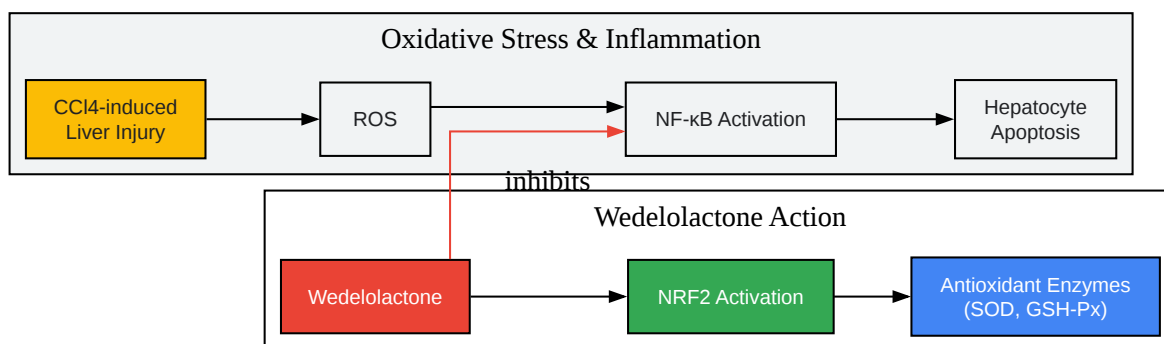 Oxidative Stress & Inflammation
CCl4-induced
Liver Injury
ROS
NF-κB Activation
Hepatocyte
Apoptosis
inhibits
Wedelolactone Action
Wedelolactone
NRF2 Activation
Antioxidant Enzymes
(SOD, GSH-Px)